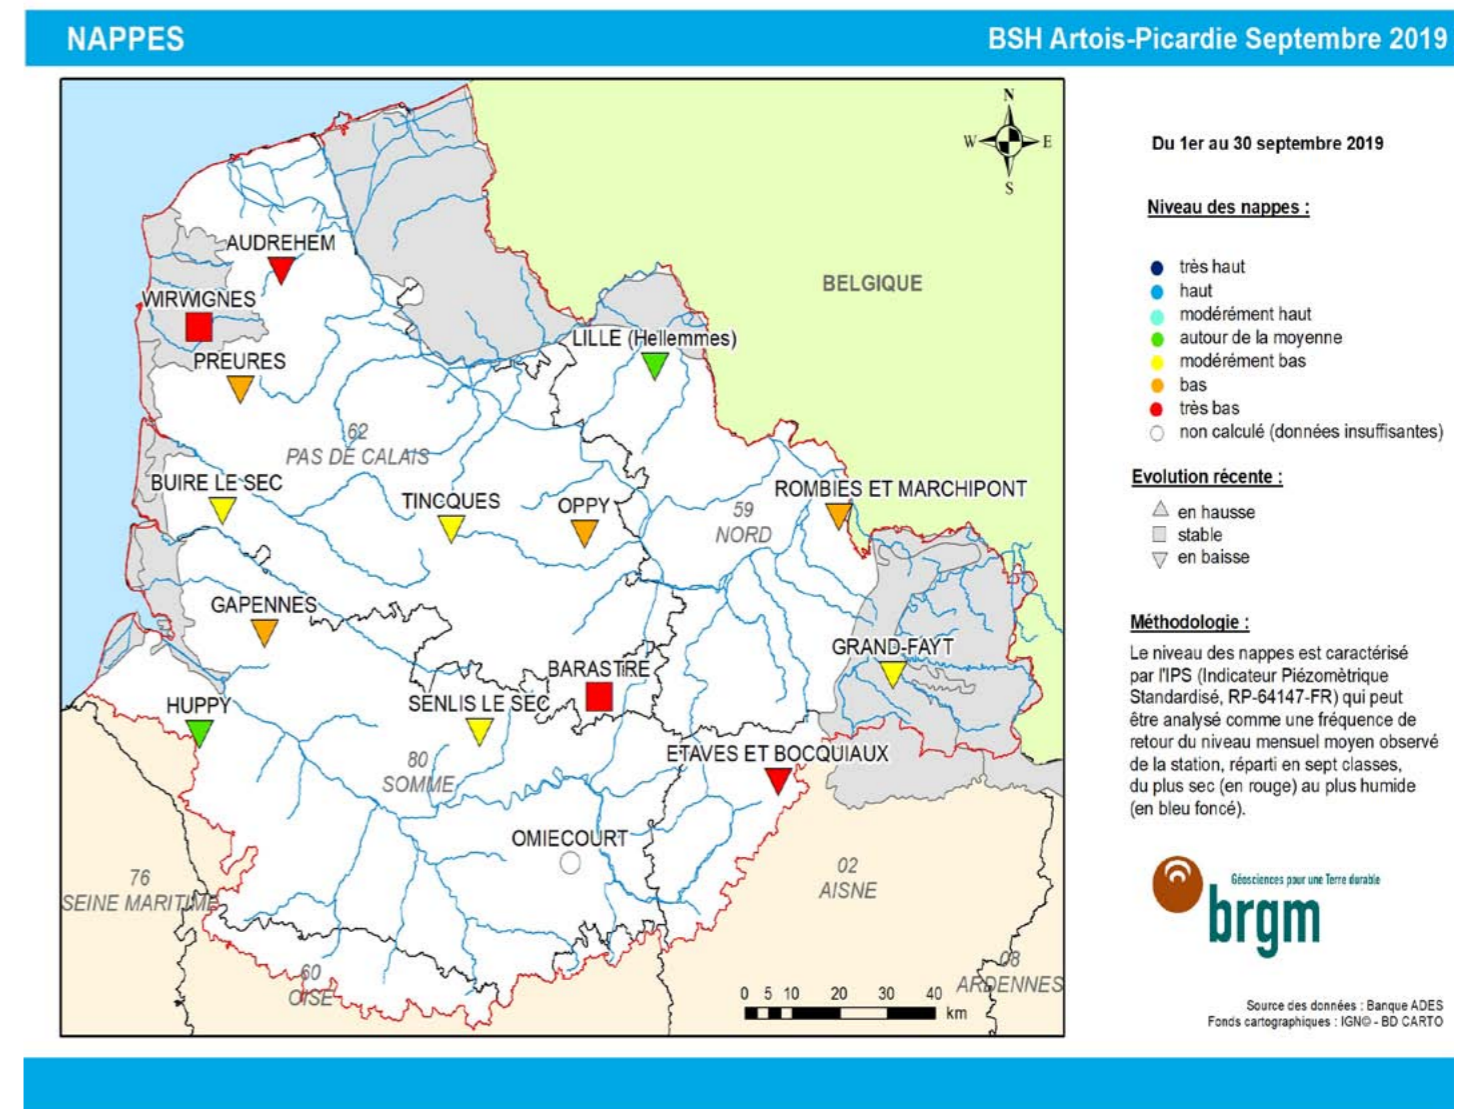 NAPPES
BSH Artois-Picardie Septembre 2019
N
W
E
S
AUDREHEM
WIRWIGNES
PREURES
BELGIQUE
LILLE (Hellemmes)
62
PAS DE CALAIS
BUIRE LE SEC
TINCQUES
OPPY
ROMBIES ET MARCHIPONT
59
NORD
GAPENNES
GRAND-FAYT
BARASTRE
HUPPY
SENLIS LE SEC
ETAVES ET BOCQUIAUX
80
SOMME
OMIECOURT
76
SEINE MARITIME
02
AISNE
60
OISE
08
ARDENNES
0 5 10 20 30 40
km
Du 1er au 30 septembre 2019
Niveau des nappes :
très haut
haut
modérément haut
autour de la moyenne
modérément bas
bas
très bas
non calculé (données insuffisantes)
Evolution récente :
en hausse
stable
en baisse
Méthodologie :
Le niveau des nappes est caractérisé
par l'IPS (Indicateur Piézomètrique
Standardisé, RP-64147-FR) qui peut
être analysé comme une fréquence de
retour du niveau mensuel moyen observé
de la station, réparti en sept classes,
du plus sec (en rouge) au plus humide
(en bleu foncé).
Géosciences pour une Terre durable
brgm
Source des données : Banque ADES
Fonds cartographiques : IGN© - BD CARTO